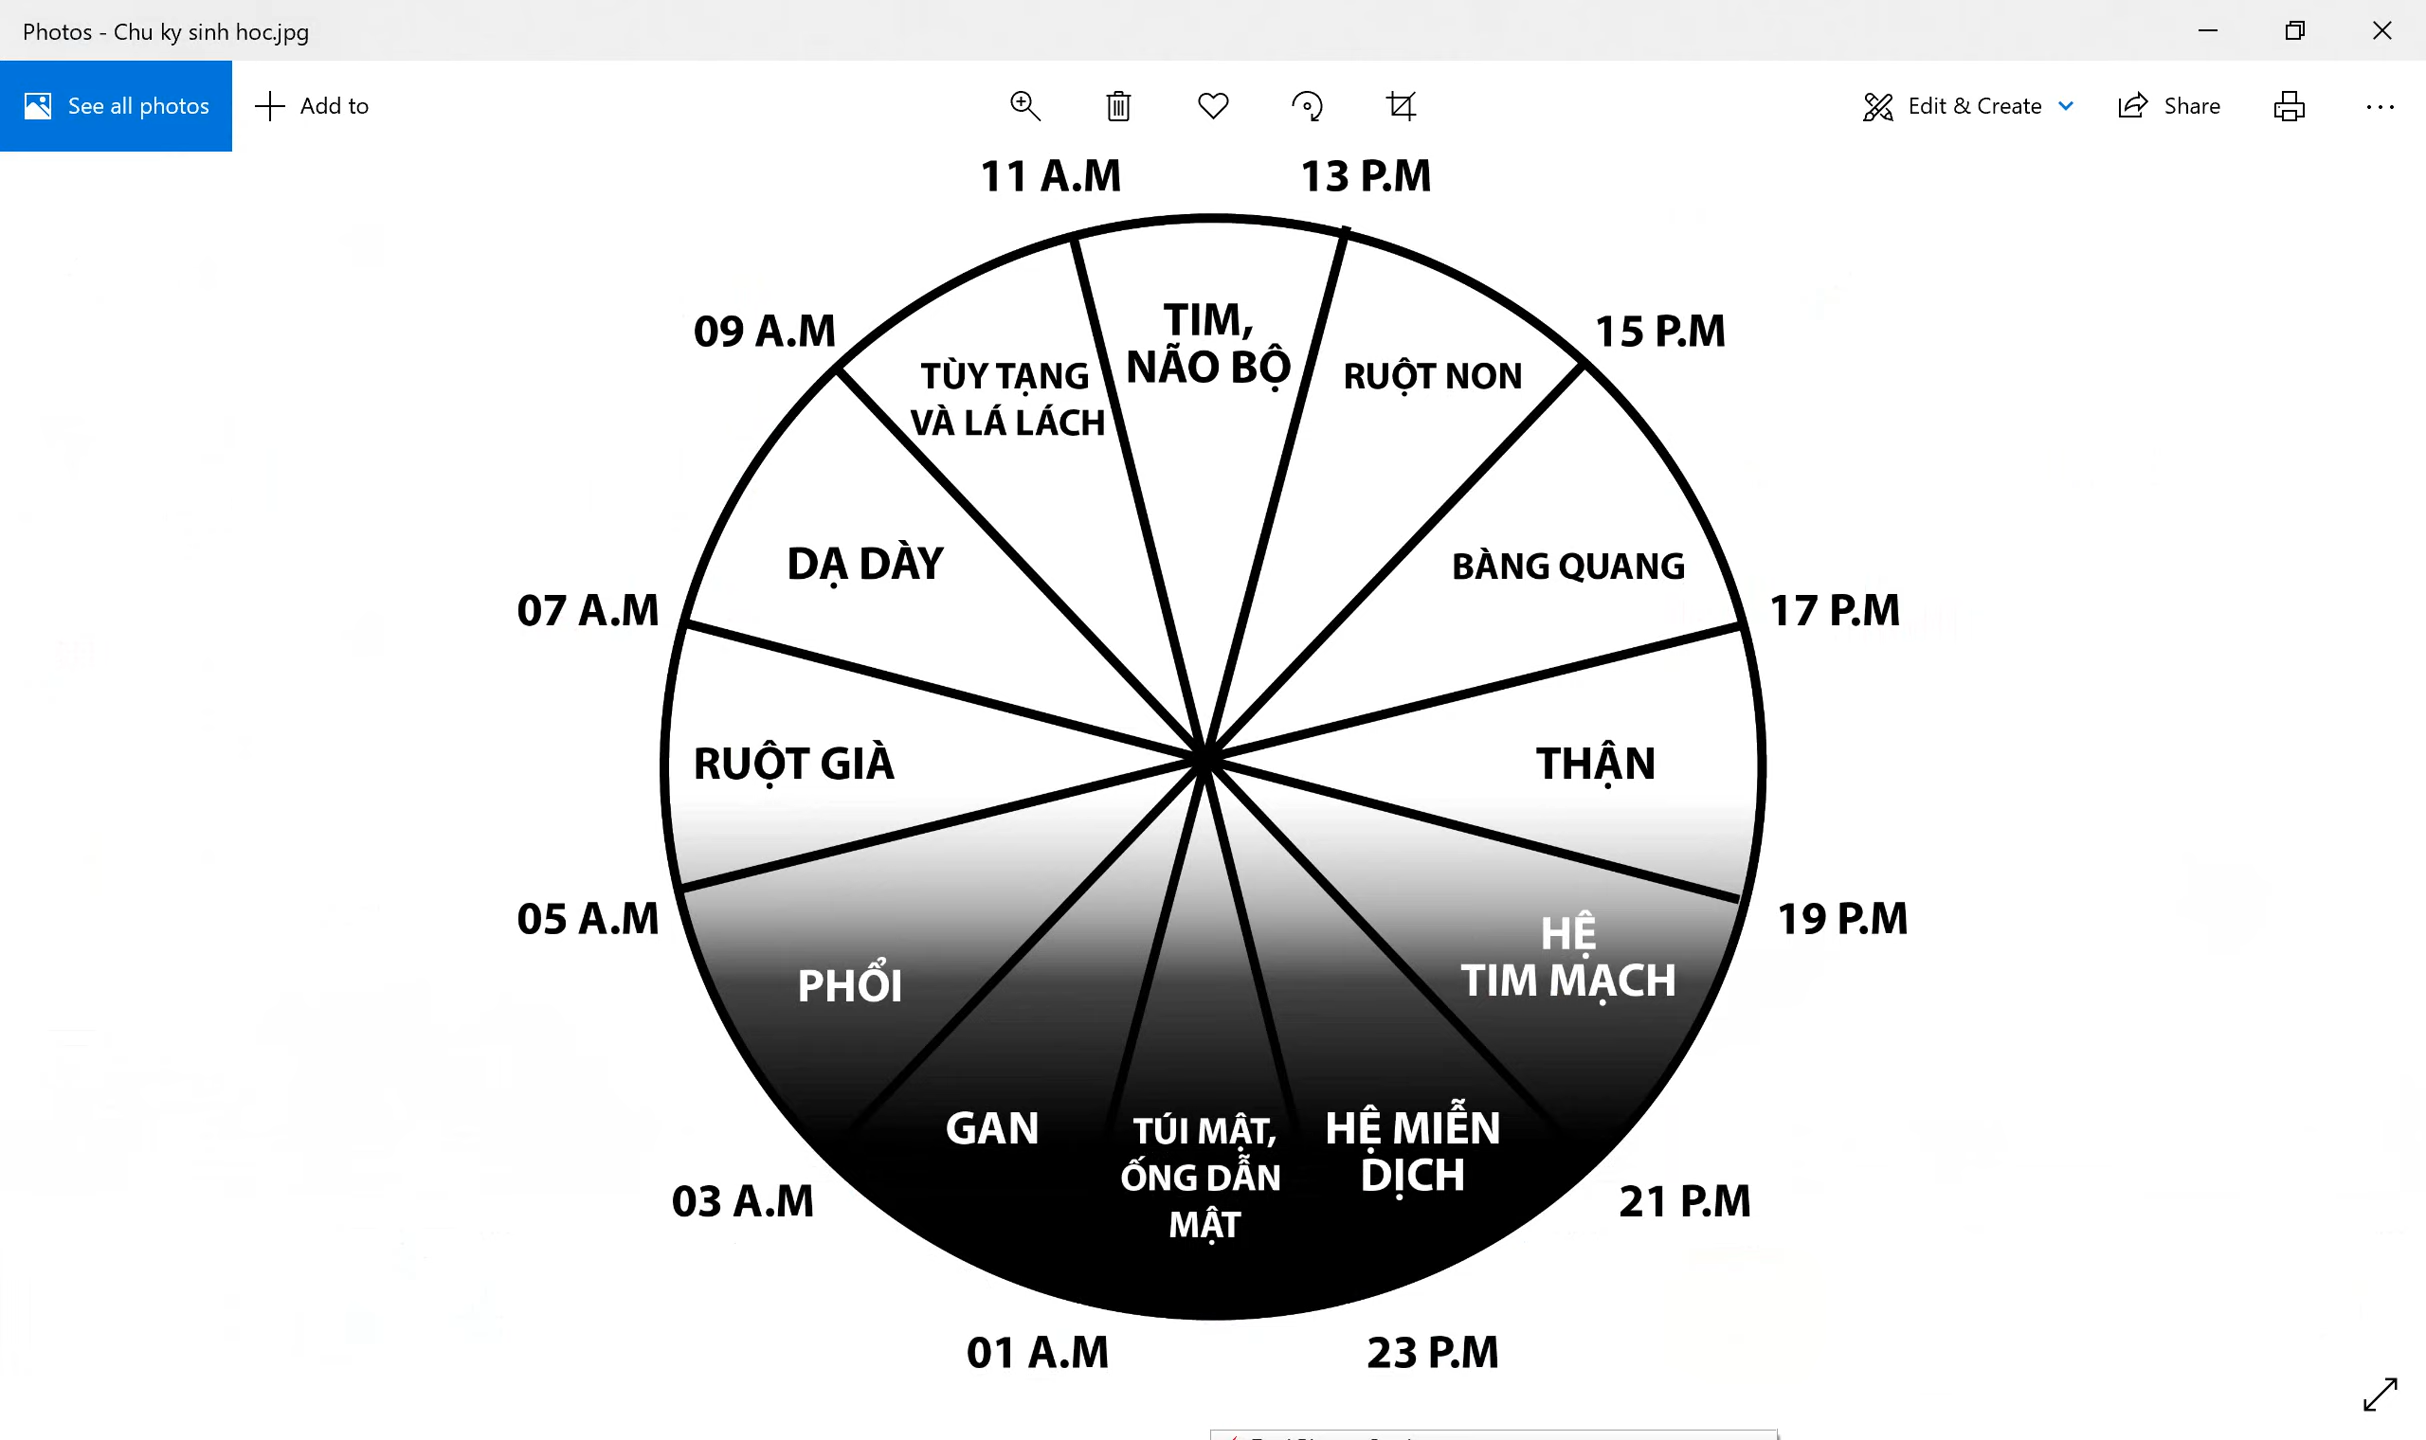 Photos - Chu ky sinh hoc.jpg
See all photos
Add to
Edit & Create
Share
11 A.M
13 P.M
09 A.M
15 P.M
TIM,
NÃO BỘ
TÙY TẠNG
VÀ LÁ LÁCH
RUỘT NON
DẠ DÀY
BÀNG QUANG
07 A.M
17 P.M
RUỘT GIÀ
THẬN
05 A.M
19 P.M
HỆ
TIM MẠCH
PHỔI
GAN
TÚI MẬT,
ỐNG DẪN
MẬT
HỆ MIỄN
DỊCH
03 A.M
21 P.M
01 A.M
23 P.M